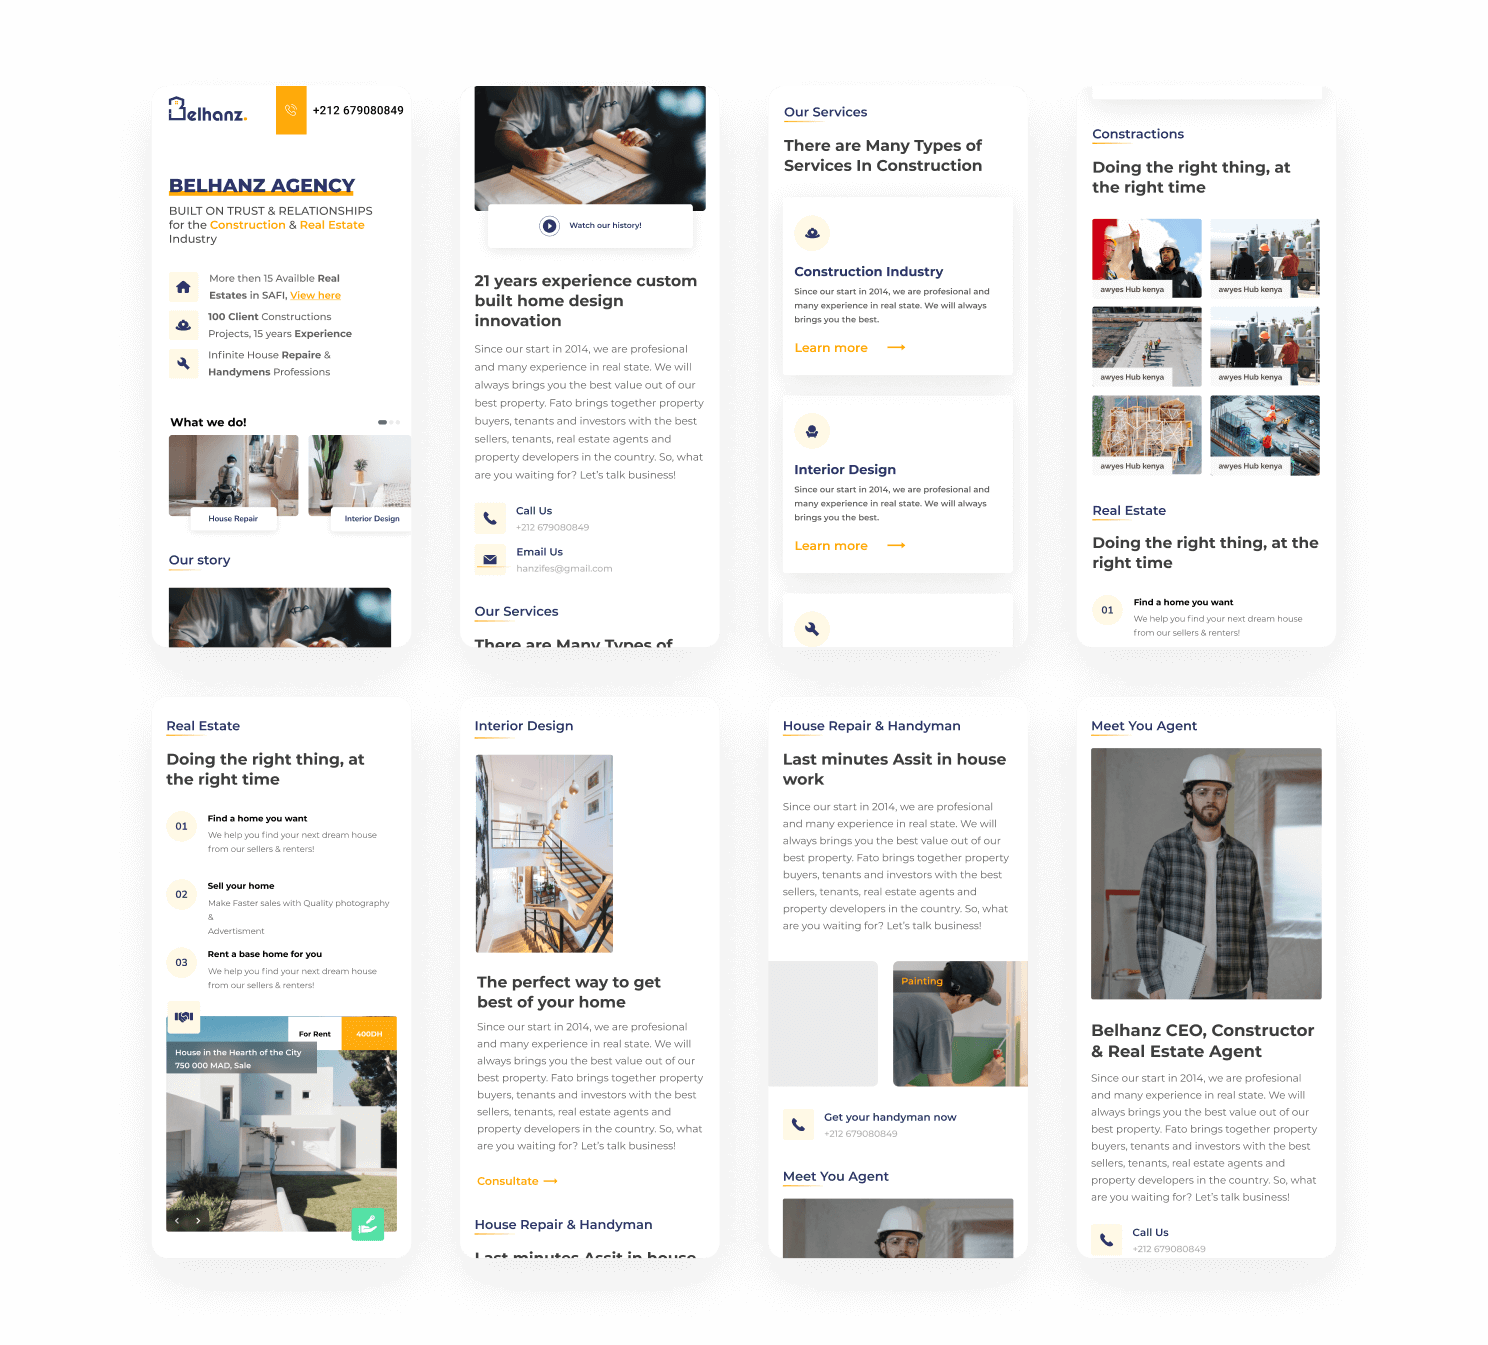 Belhanz.
+212 679080849
BELHANZ AGENCY
BUILT ON TRUST & RELATIONSHIPS
for the Construction & Real Estate
Industry
More then 15 Availble Real
Estates in SAFI, View here
100 Client Constructions
Projects, 15 years Experience
Infinite House Repaire &
Handymens Professions
What we do!
House Repair
Interior Design
Our story
Watch our history!
21 years experience custom
built home design
innovation
Since our start in 2014, we are profesional
and many experience in real state. We will
always brings you the best value out of our
best property. Fato brings together property
buyers, tenants and investors with the best
sellers, tenants, real estate agents and
property developers in the country. So, what
are you waiting for? Let's talk business!
Call Us
+212 679080849
Email Us
hanzifes@gmail.com
Our Services
There are Many Types of
Our Services
There are Many Types of
Services In Construction
Construction Industry
Since our start in 2014, we are profesional and
many experience in real state. We will always
brings you the best.
Learn more
Interior Design
Since our start in 2014, we are profesional and
many experience in real state. We will always
brings you the best.
Learn more
Constractions
Doing the right thing, at
the right time
awyes Hub kenya
awyes Hub kenya
awyes Hub kenya
awyes Hub kenya
awyes Hub kenya
awyes Hub kenya
Real Estate
Doing the right thing, at the
right time
01
Find a home you want
We help you find your next dream house
from our sellers & renters!
Real Estate
Doing the right thing, at
the right time
01
Find a home you want
We help you find your next dream house
from our sellers & renters!
02
Sell your home
Make Faster sales with Quality photography
&
Advertisment
03
Rent a base home for you
We help you find your next dream house
from our sellers & renters!
For Rent
400DH
House in the Hearth of the City
750 000 MAD, Sale
Interior Design
The perfect way to get
best of your home
Since our start in 2014, we are profesional
and many experience in real state. We will
always brings you the best value out of our
best property. Fato brings together property
buyers, tenants and investors with the best
sellers, tenants, real estate agents and
property developers in the country. So, what
are you waiting for? Let's talk business!
Consultate
House Repair & Handyman
Last minutes Assit in house
House Repair & Handyman
Last minutes Assit in house
work
Since our start in 2014, we are profesional
and many experience in real state. We will
always brings you the best value out of our
best property. Fato brings together property
buyers, tenants and investors with the best
sellers, tenants, real estate agents and
property developers in the country. So, what
are you waiting for? Let's talk business!
Painting
Get your handyman now
+212 679080849
Meet You Agent
Meet You Agent
Belhanz CEO, Constructor
& Real Estate Agent
Since our start in 2014, we are profesional
and many experience in real state. We will
always brings you the best value out of our
best property. Fato brings together property
buyers, tenants and investors with the best
sellers, tenants, real estate agents and
property developers in the country. So, what
are you waiting for? Let's talk business!
Call Us
+212 679080849